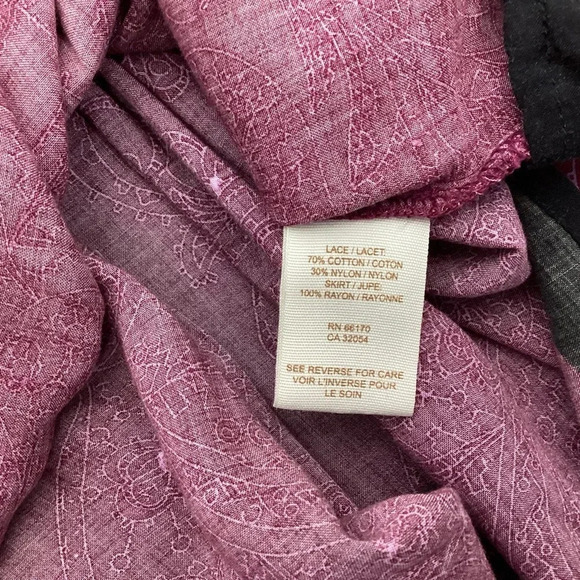 LACE / LACET
70% COTTON / COTON
30% NYLON / NYLON
SKIRT / JUPE:
100% RAYON / RAYONNE
RN 66170
CA 32054
SEE REVERSE FOR CARE
VOIR L'INVERSE POUR
LE SOIN